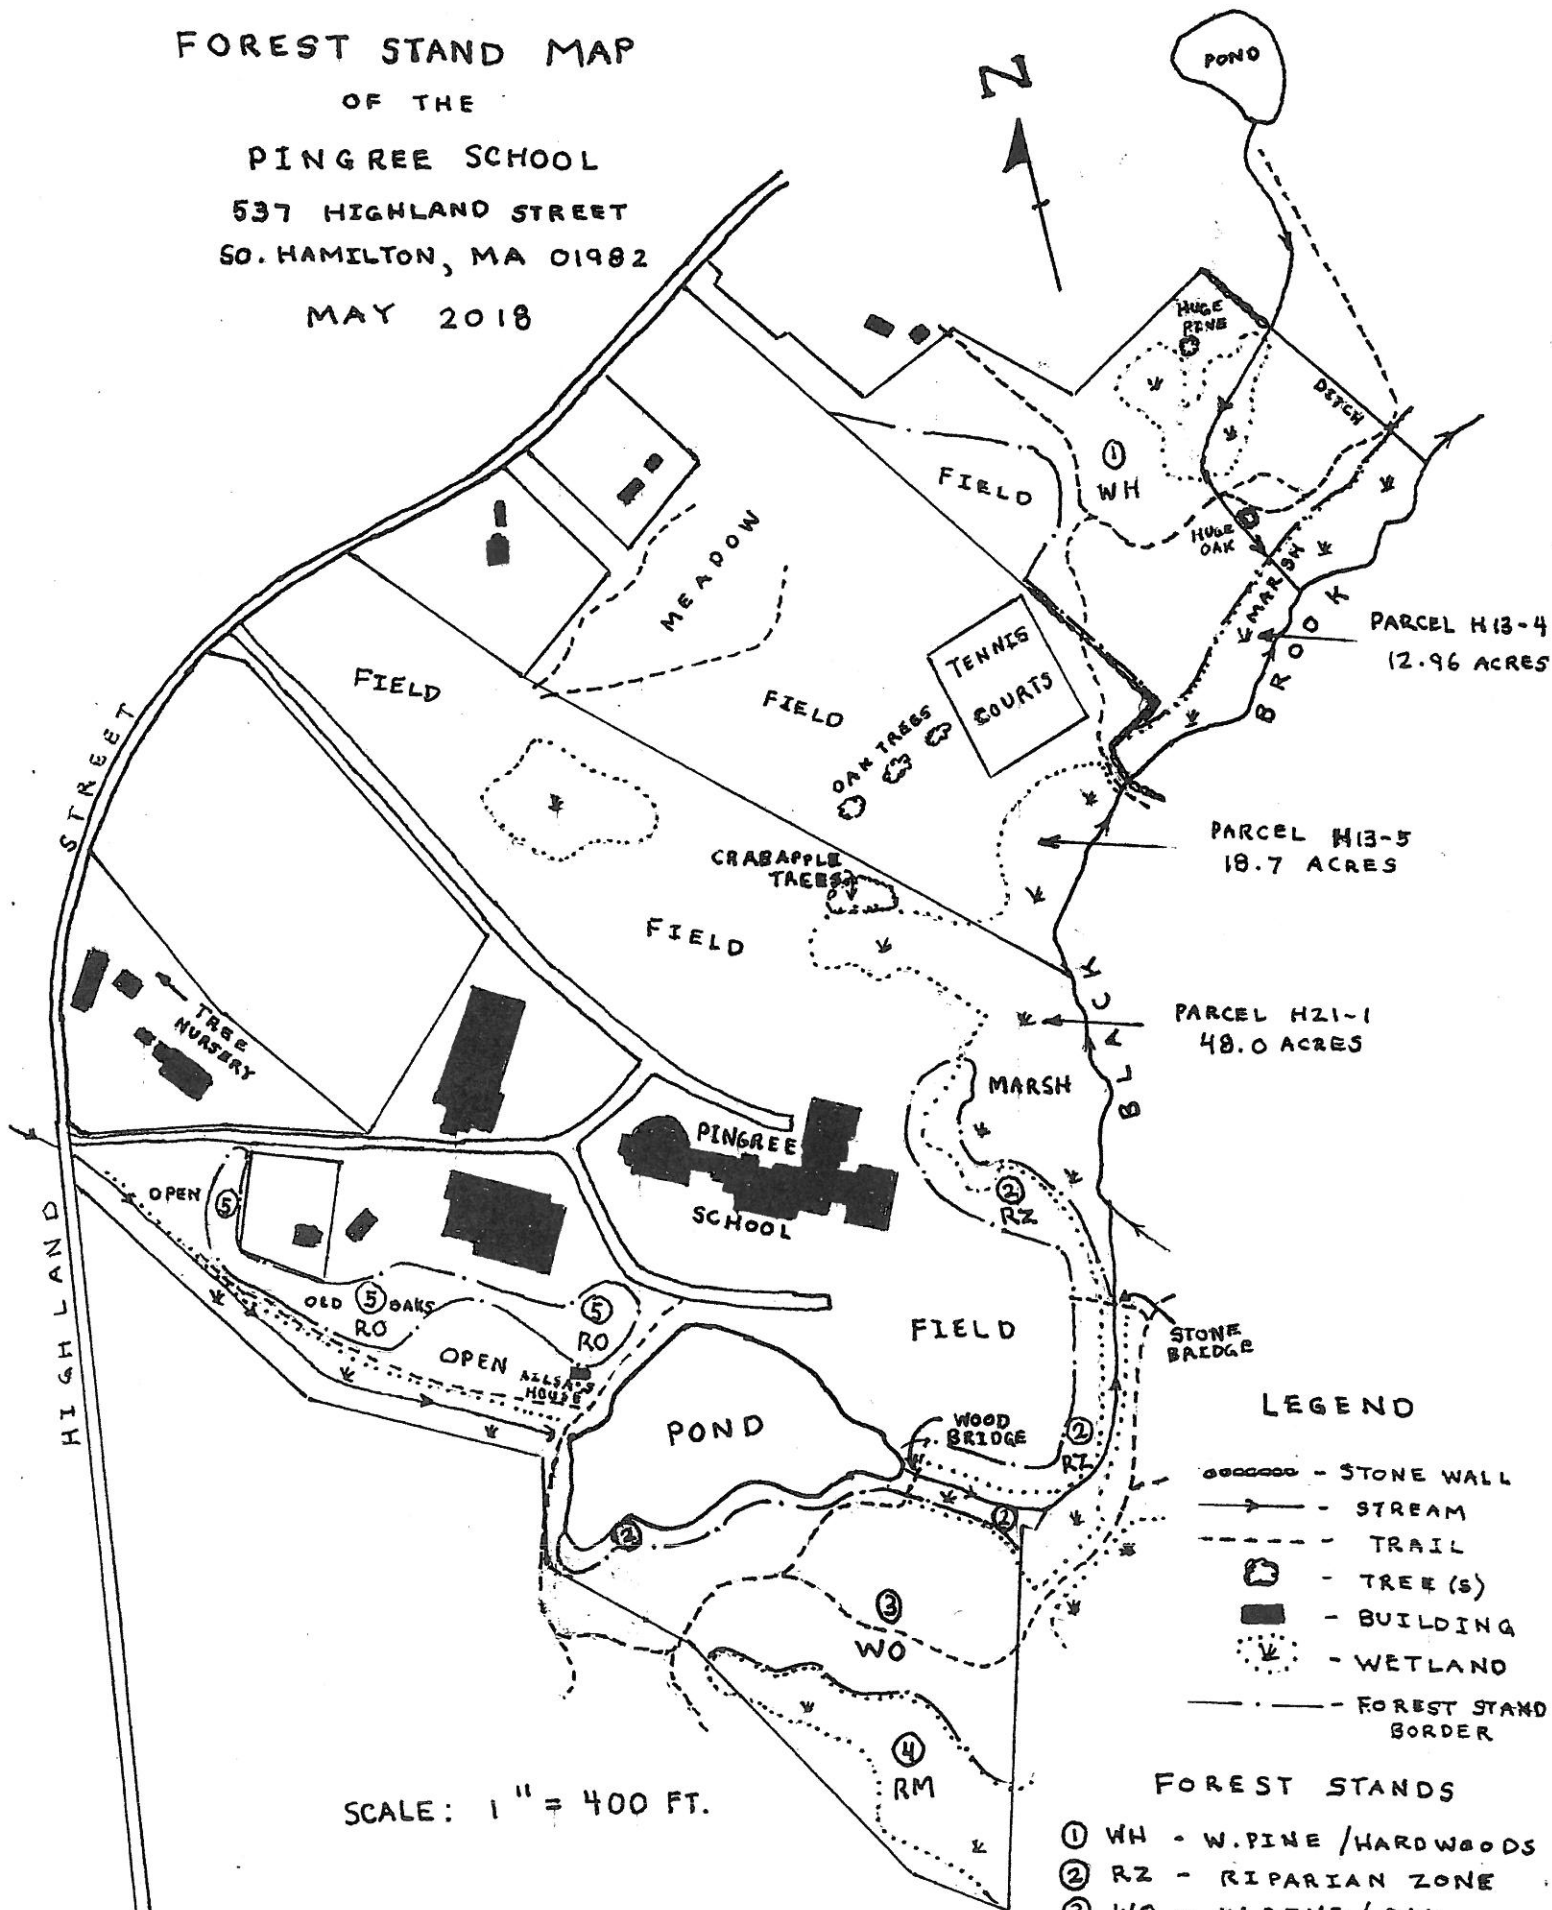 FOREST STAND MAP
OF THE
PINGREE SCHOOL
537 HIGHLAND STREET
SO. HAMILTON, MA 01982
MAY 2018
N
POND
HUGE
PINE
DITCH
1
WH
FIELD
HUGE
OAK
MARSH
MEADOW
BROOK
PARCEL H13-4
12.96 ACRES
TENNIS
COURTS
FIELD
FIELD
OAK TREES
STREET
PARCEL H13-5
18.7 ACRES
CRABAPPLE
TREES
FIELD
BLACK
PARCEL H21-1
48.0 ACRES
TREE
NURSERY
MARSH
PINGREE
SCHOOL
2
RZ
OPEN
5
HIGHLAND
OLD 5 OAKS
RO
5
RO
FIELD
STONE
BRIDGE
OPEN
AILSA'S
HOUSE
POND
WOOD
BRIDGE
2
RZ
LEGEND
- STONE WALL
- STREAM
- TRAIL
- TREE (S)
- BUILDING
- WETLAND
- FOREST STAND
BORDER
2
2
3
WO
4
RM
SCALE: 1" = 400 FT.
FOREST STANDS
1 WH - W. PINE / HARDWOODS
2 RZ - RIPARIAN ZONE